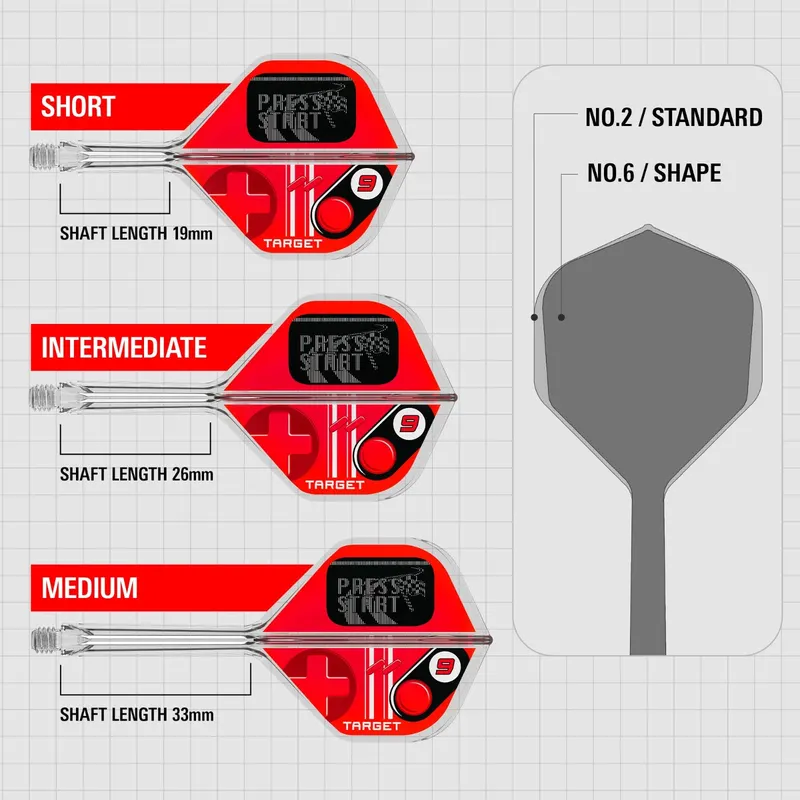 SHORT
PRESS
START
9
TARGET
SHAFT LENGTH 19mm
INTERMEDIATE
PRESS
START
9
TARGET
SHAFT LENGTH 26mm
MEDIUM
PRESS
START
9
TARGET
SHAFT LENGTH 33mm
NO.2 / STANDARD
NO.6 / SHAPE